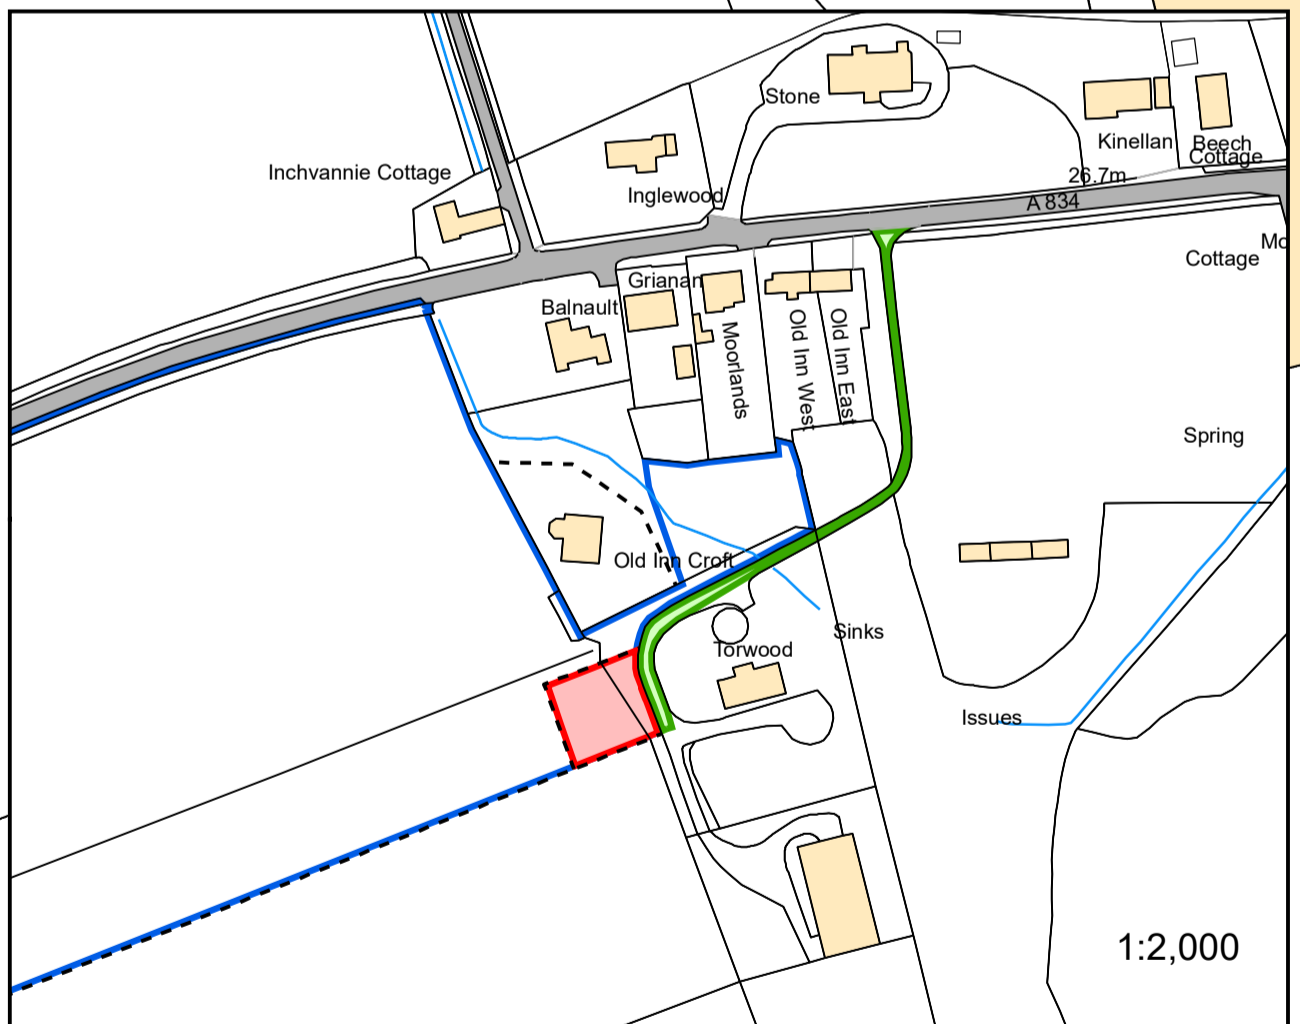 Stone
Kinellan
Beech
Cottage
Inchvannie Cottage
26.7m
Inglewood
A 834
Mo
Cottage
Grianan
Balnault
Moorlands
Old Inn West
Old Inn East
Spring
Old Inn Croft
Sinks
Torwood
Issues
1:2,000